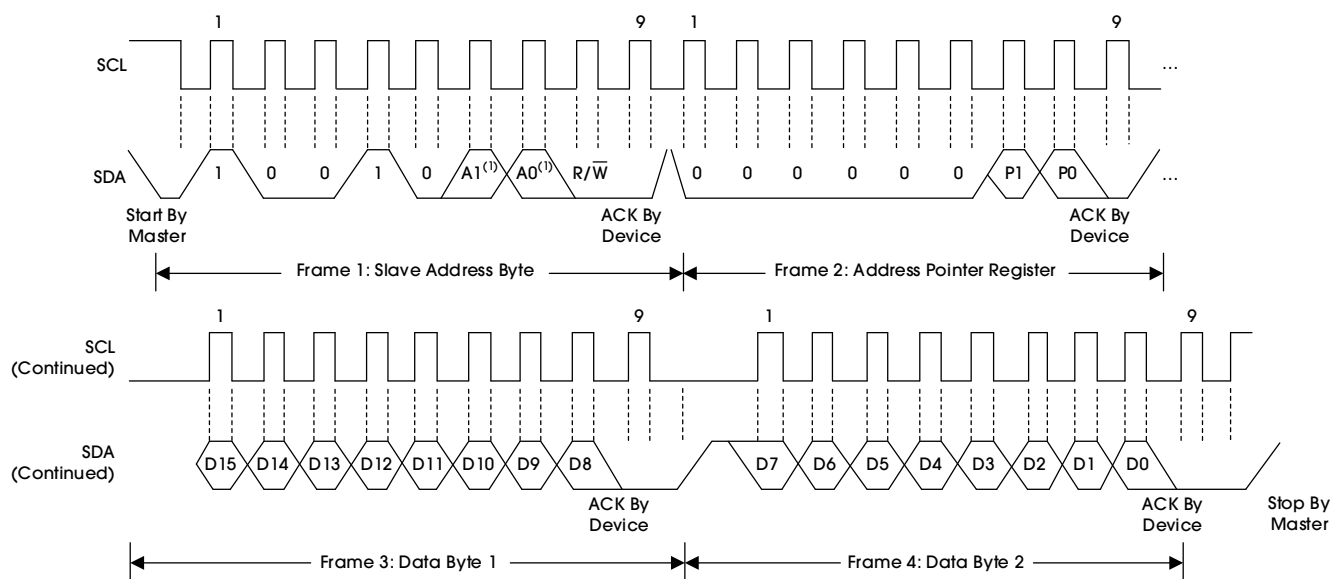 1 9 1 9
SCL ...
SDA 1 0 0 1 0 A1(1) A0(1) R/W̅ 0 0 0 0 0 0 P1 P0 ...
Start By Master
ACK By Device
ACK By Device
Frame 1: Slave Address Byte
Frame 2: Address Pointer Register
1 9 1 9
SCL (Continued)
SDA (Continued)
D15 D14 D13 D12 D11 D10 D9 D8 D7 D6 D5 D4 D3 D2 D1 D0
ACK By Device
ACK By Device
Stop By Master
Frame 3: Data Byte 1
Frame 4: Data Byte 2